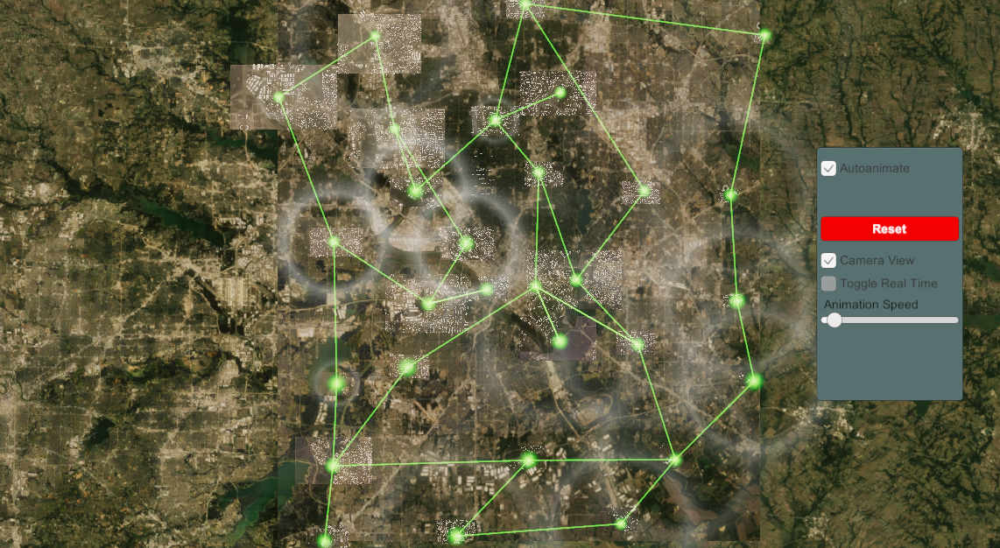 Autoanimate
Reset
Camera View
Toggle Real Time
Animation Speed